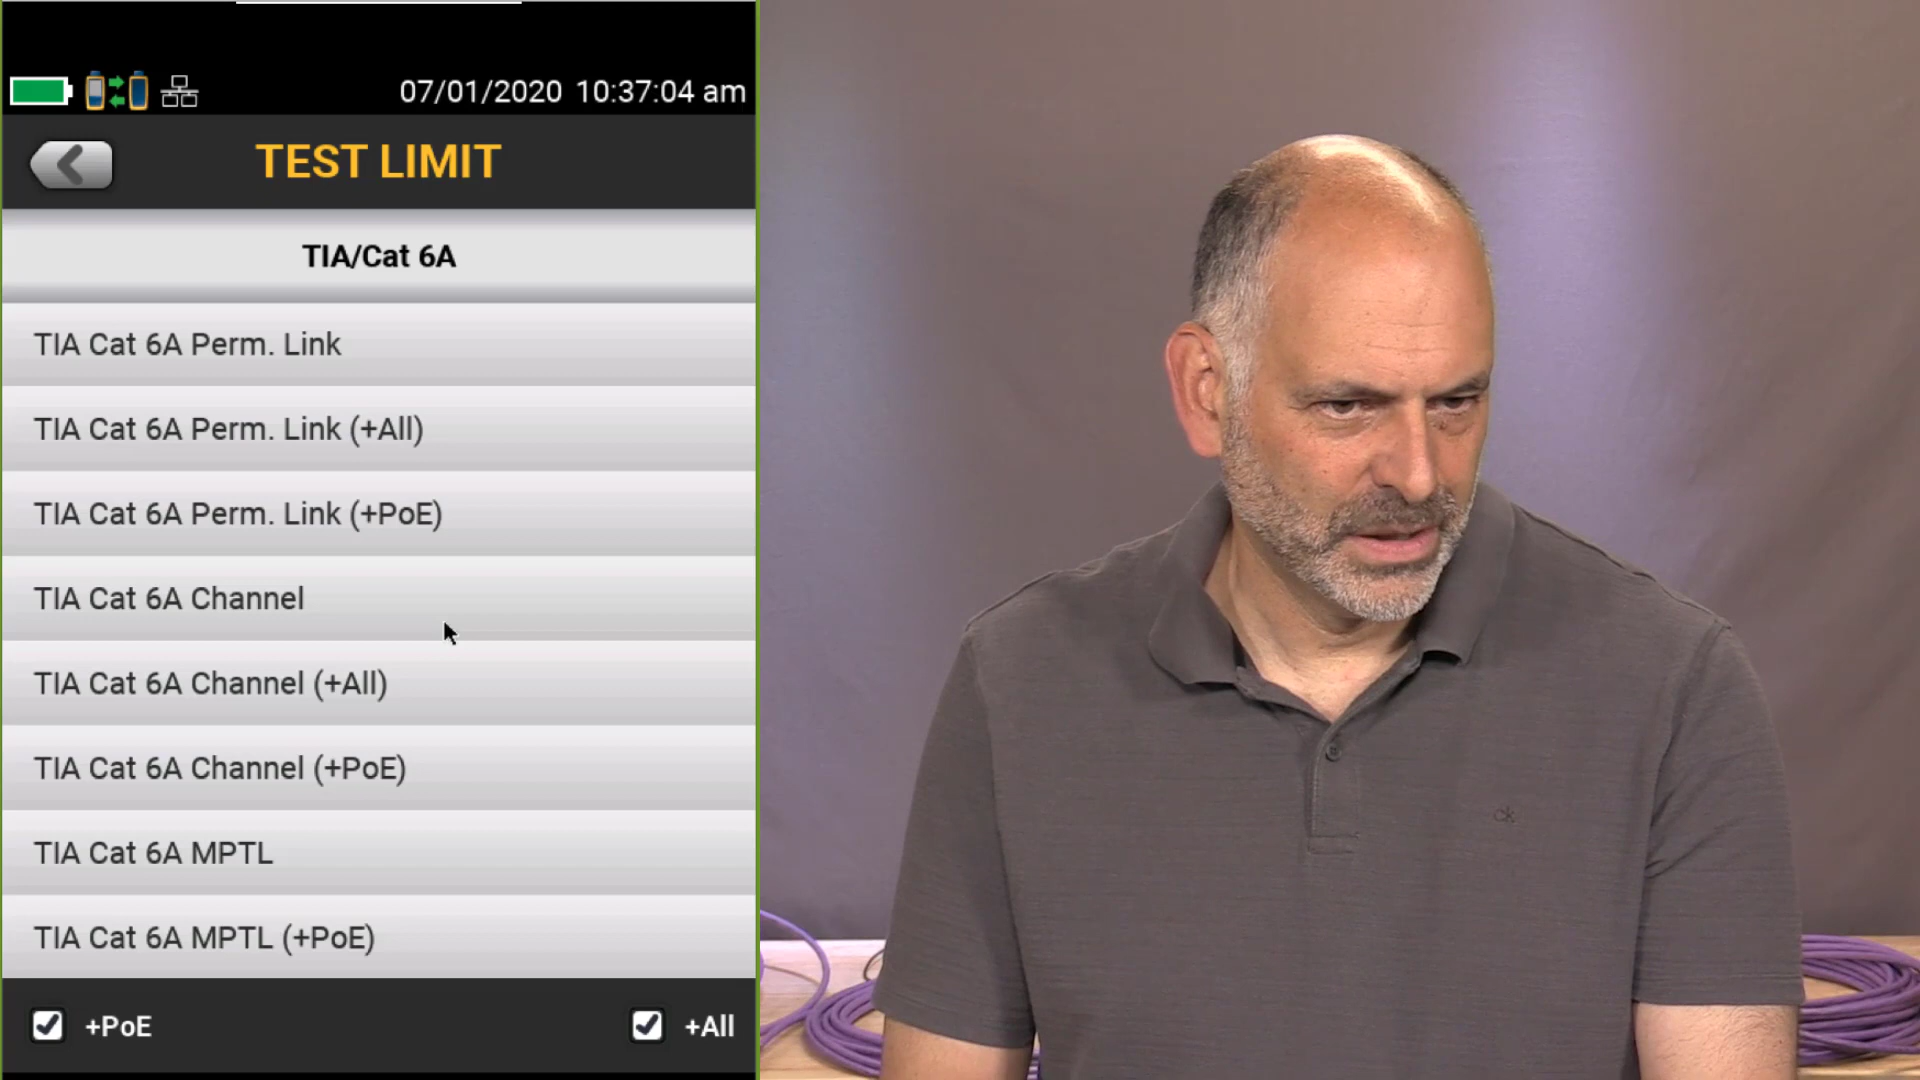 07/01/2020 10:37:04 am
TEST LIMIT
TIA/Cat 6A
TIA Cat 6A Perm. Link
TIA Cat 6A Perm. Link (+All)
TIA Cat 6A Perm. Link (+PoE)
TIA Cat 6A Channel
TIA Cat 6A Channel (+All)
TIA Cat 6A Channel (+PoE)
TIA Cat 6A MPTL
TIA Cat 6A MPTL (+PoE)
+PoE +All
ck